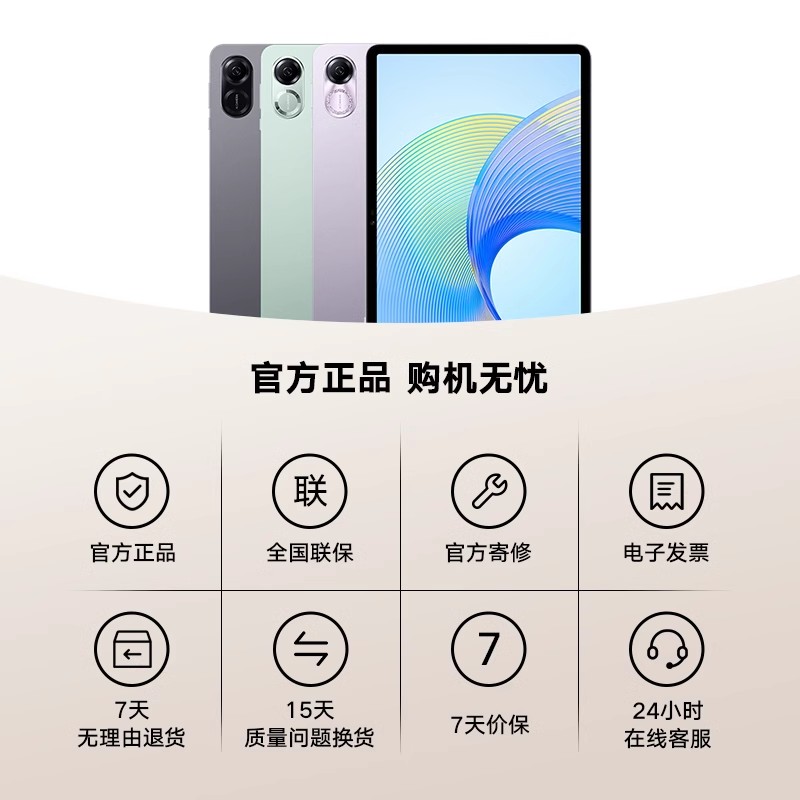 官方正品 购机无忧
官方正品
联
全国联保
官方寄修
电子发票
7天
无理由退货
15天
质量问题换货
7
7天价保
24小时
在线客服